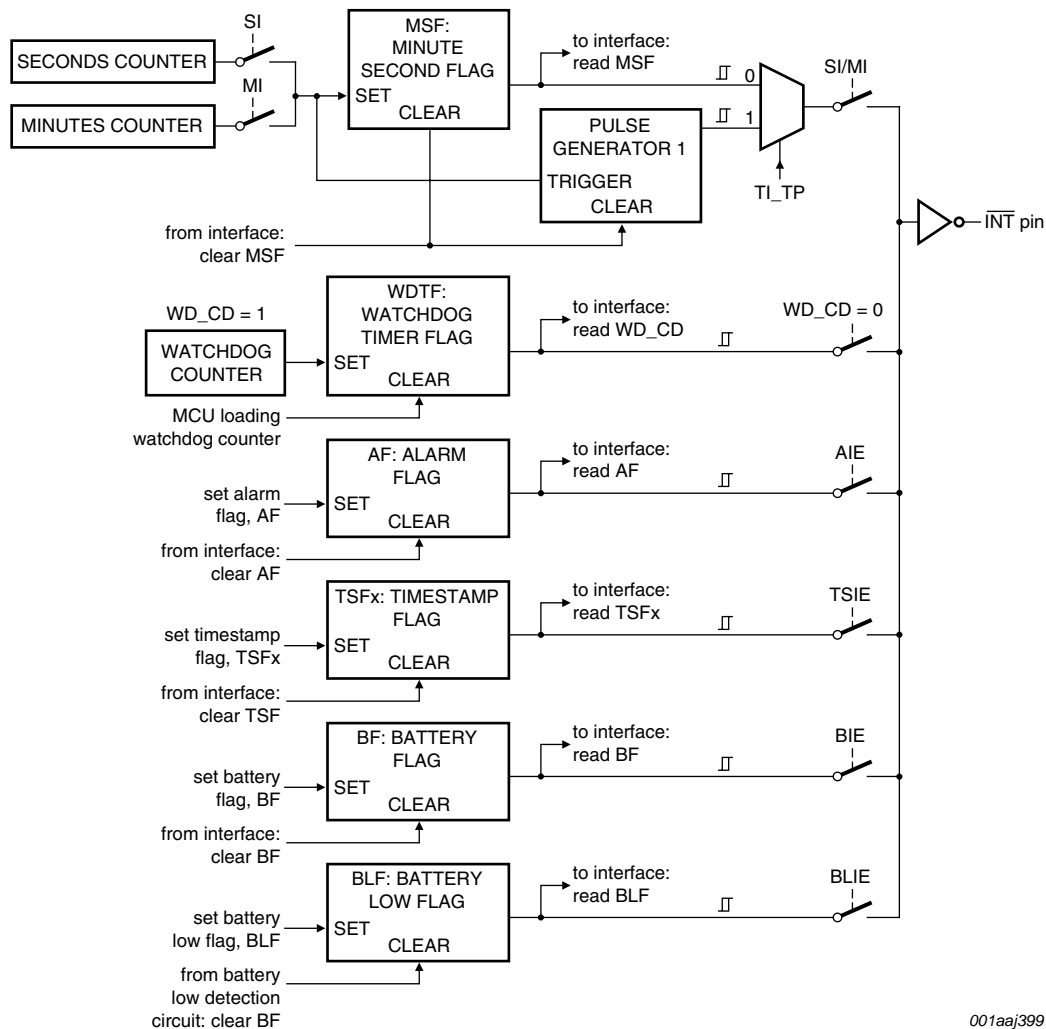 SI
SECONDS COUNTER
MI
MINUTES COUNTER
MSF:
MINUTE
SECOND FLAG
SET
CLEAR
to interface:
read MSF
0
1
SI/MI
PULSE
GENERATOR 1
TRIGGER
CLEAR
TI_TP
INT pin
from interface:
clear MSF
WD_CD = 1
WATCHDOG
COUNTER
WDTF:
WATCHDOG
TIMER FLAG
SET
CLEAR
to interface:
read WD_CD
WD_CD = 0
MCU loading
watchdog counter
AF: ALARM
FLAG
SET
CLEAR
to interface:
read AF
AIE
set alarm
flag, AF
from interface:
clear AF
TSFx: TIMESTAMP
FLAG
SET
CLEAR
to interface:
read TSFx
TSIE
set timestamp
flag, TSFx
from interface:
clear TSF
BF: BATTERY
FLAG
SET
CLEAR
to interface:
read BF
BIE
set battery
flag, BF
from interface:
clear BF
BLF: BATTERY
LOW FLAG
SET
CLEAR
to interface:
read BLF
BLIE
set battery
low flag, BLF
from battery
low detection
circuit: clear BF
001aaj399